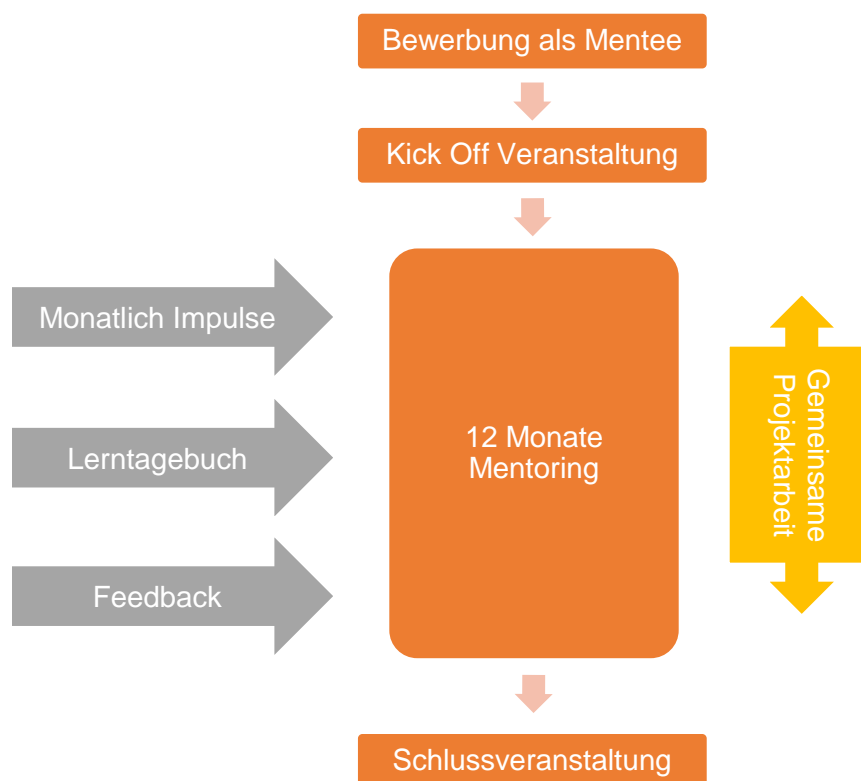 Bewerbung als Mentee
Kick Off Veranstaltung
Monatlich Impulse
Lerntagebuch
Feedback
12 Monate
Mentoring
Gemeinsame
Projektarbeit
Schlussveranstaltung